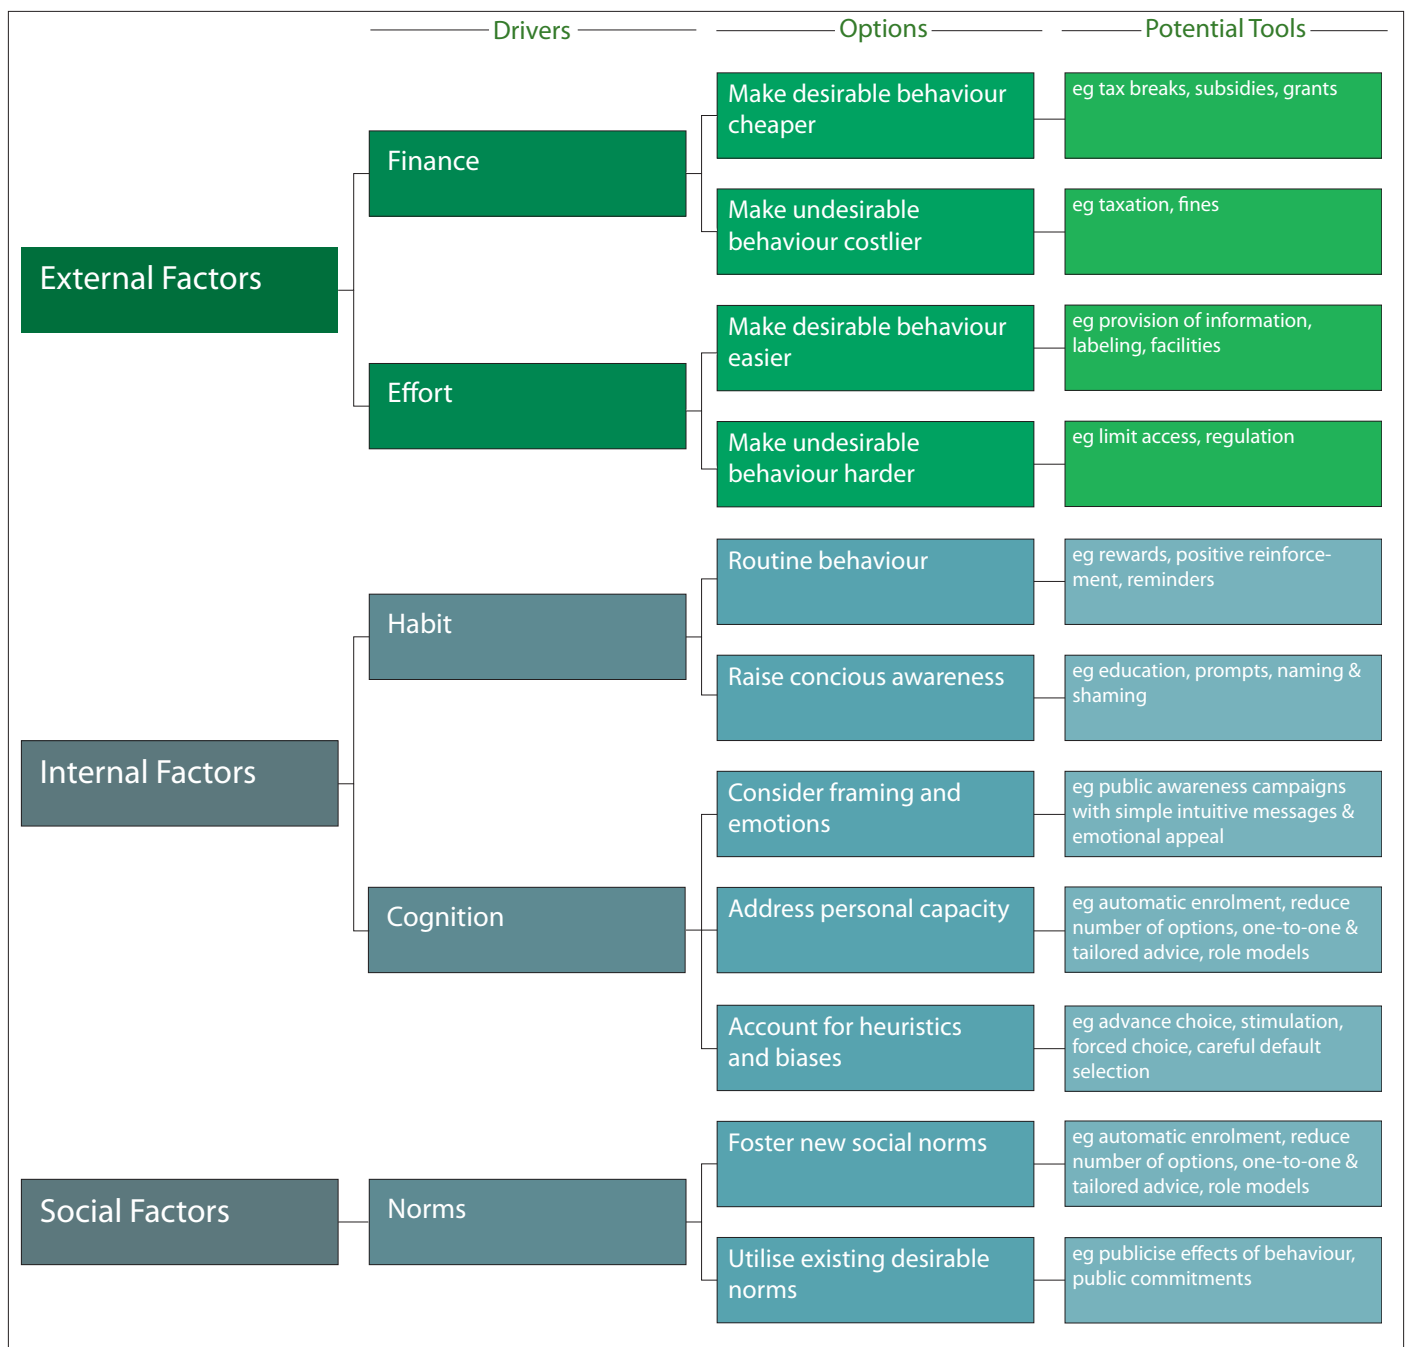 Drivers
Options
Potential Tools
External Factors
Finance
Make desirable behaviour
cheaper
eg tax breaks, subsidies, grants
Make undesirable
behaviour costlier
eg taxation, fines
Effort
Make desirable behaviour
easier
eg provision of information,
labeling, facilities
Make undesirable
behaviour harder
eg limit access, regulation
Internal Factors
Habit
Routine behaviour
eg rewards, positive reinforce-
ment, reminders
Raise concious awareness
eg education, prompts, naming &
shaming
Cognition
Consider framing and
emotions
eg public awareness campaigns
with simple intuitive messages &
emotional appeal
Address personal capacity
eg automatic enrolment, reduce
number of options, one-to-one &
tailored advice, role models
Account for heuristics
and biases
eg advance choice, stimulation,
forced choice, careful default
selection
Social Factors
Norms
Foster new social norms
eg automatic enrolment, reduce
number of options, one-to-one &
tailored advice, role models
Utilise existing desirable
norms
eg publicise effects of behaviour,
public commitments